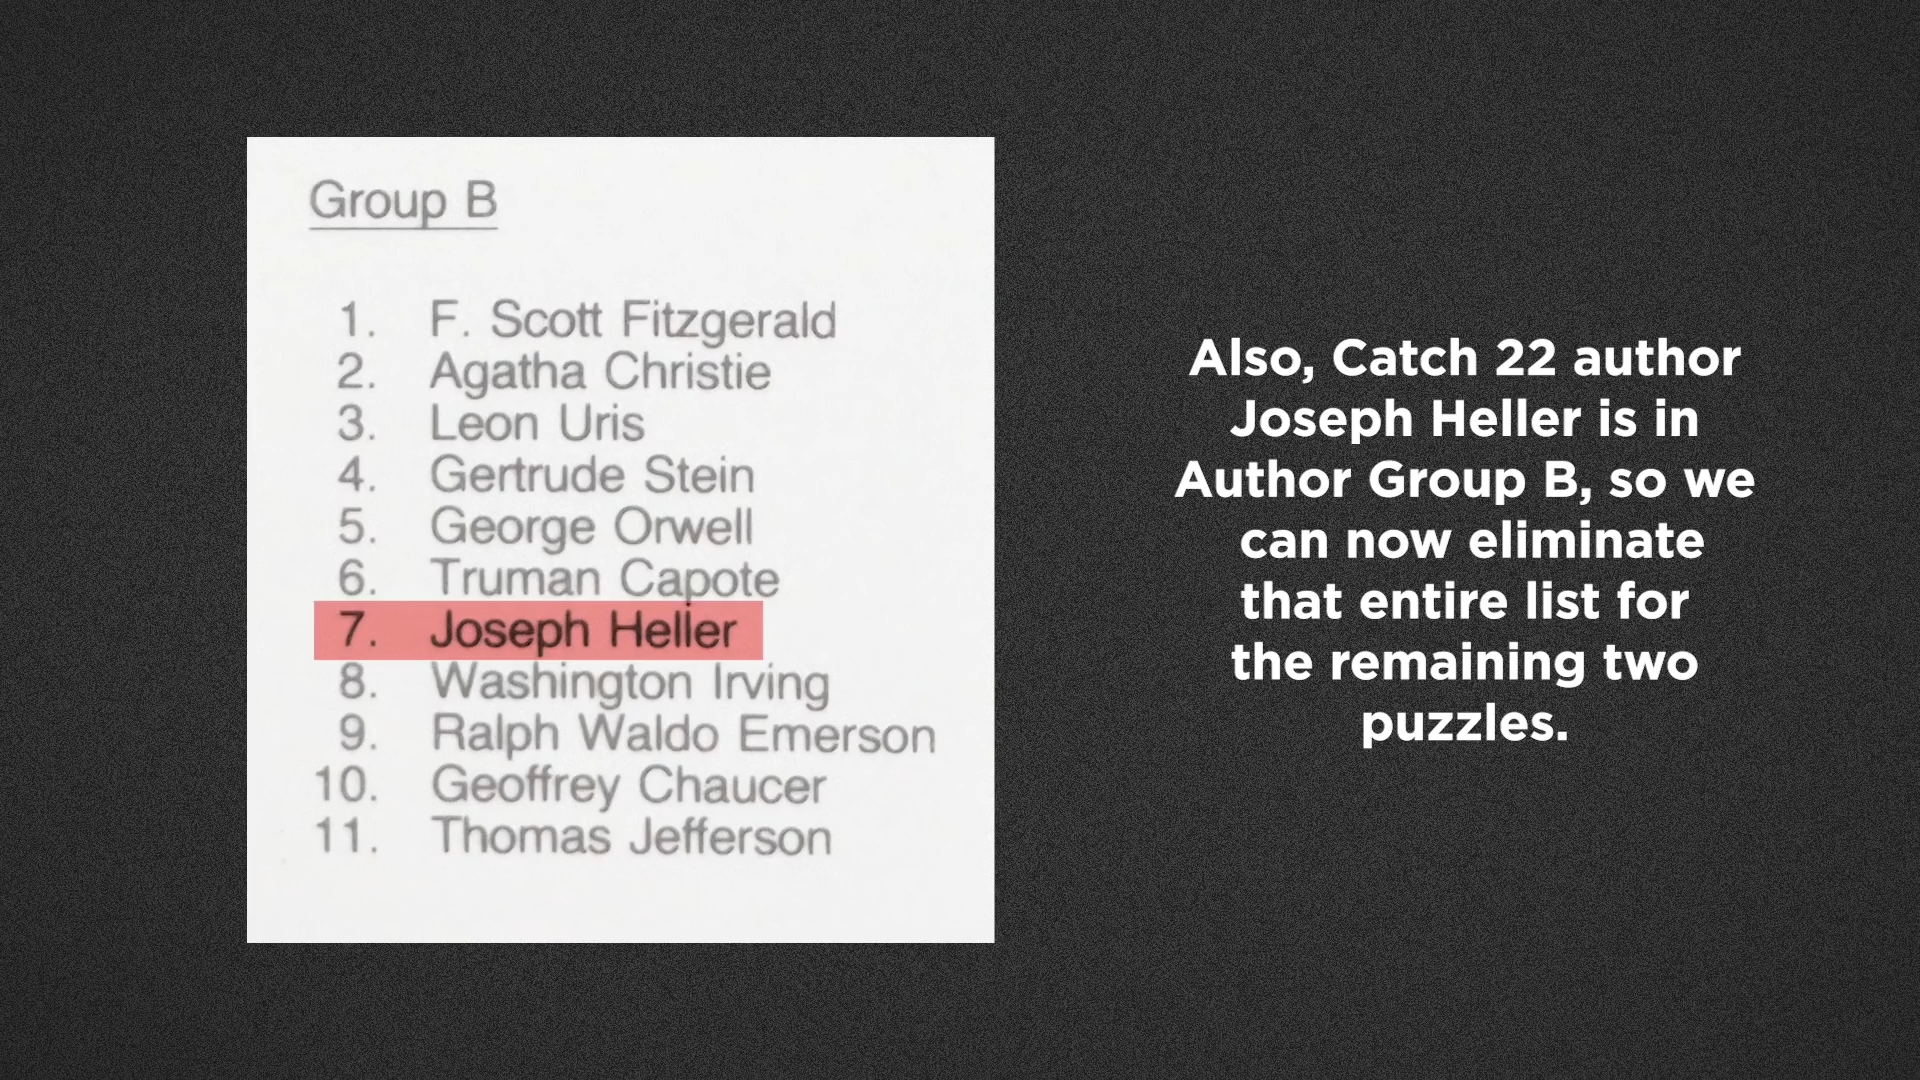 Group B
1. F. Scott Fitzgerald
2. Agatha Christie
3. Leon Uris
4. Gertrude Stein
5. George Orwell
6. Truman Capote
7. Joseph Heller
8. Washington Irving
9. Ralph Waldo Emerson
10. Geoffrey Chaucer
11. Thomas Jefferson
Also, Catch 22 author
Joseph Heller is in
Author Group B, so we
can now eliminate
that entire list for
the remaining two
puzzles.